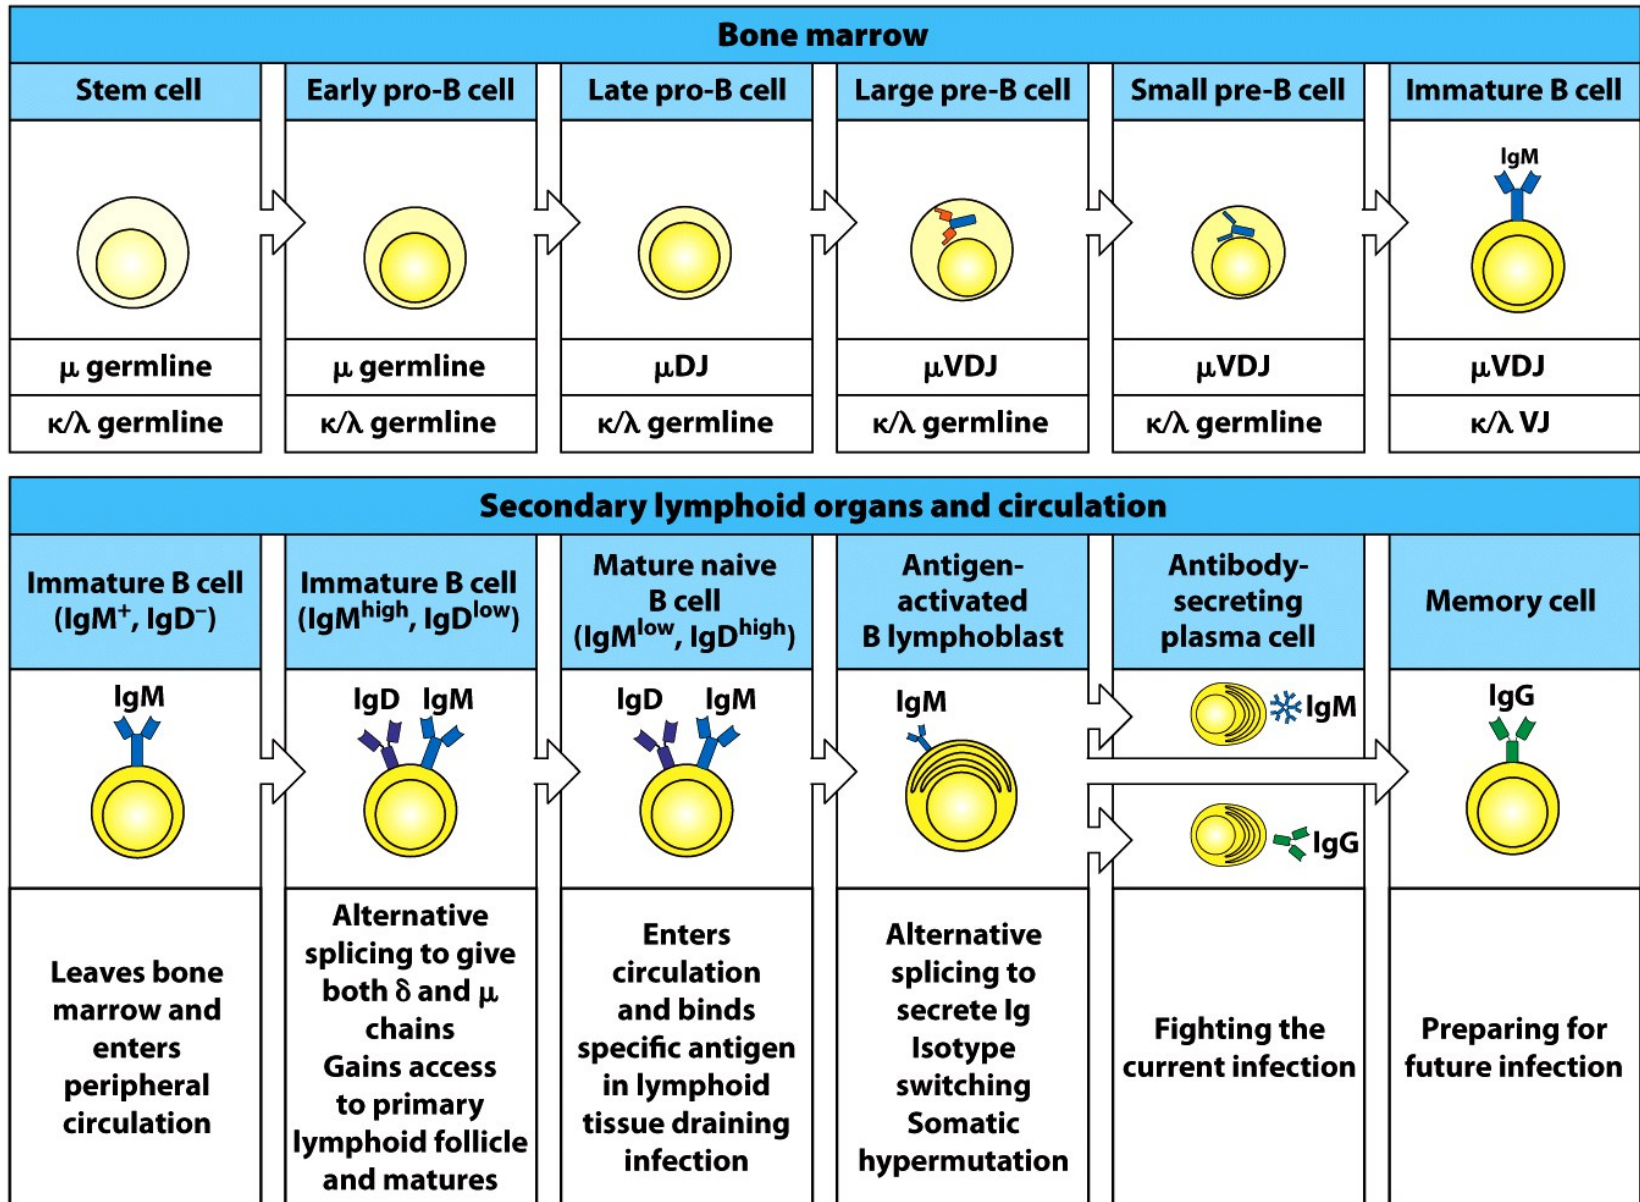 Bone marrow
Stem cell
Early pro-B cell
Late pro-B cell
Large pre-B cell
Small pre-B cell
Immature B cell
IgM
μ germline
μ germline
μDJ
μVDJ
μVDJ
μVDJ
κ/λ germline
κ/λ germline
κ/λ germline
κ/λ germline
κ/λ germline
κ/λ VJ
Secondary lymphoid organs and circulation
Immature B cell
(IgM⁺, IgD⁻)
Immature B cell
(IgMhigh, IgDlow)
Mature naive
B cell
(IgMlow, IgDhigh)
Antigen-
activated
B lymphoblast
Antibody-
secreting
plasma cell
Memory cell
IgM
IgD IgM
IgD IgM
IgM
IgM
IgG
IgG
Leaves bone
marrow and
enters
peripheral
circulation
Alternative
splicing to give
both δ and μ
chains
Gains access
to primary
lymphoid follicle
and matures
Enters
circulation
and binds
specific antigen
in lymphoid
tissue draining
infection
Alternative
splicing to
secrete Ig
Isotype
switching
Somatic
hypermutation
Fighting the
current infection
Preparing for
future infection